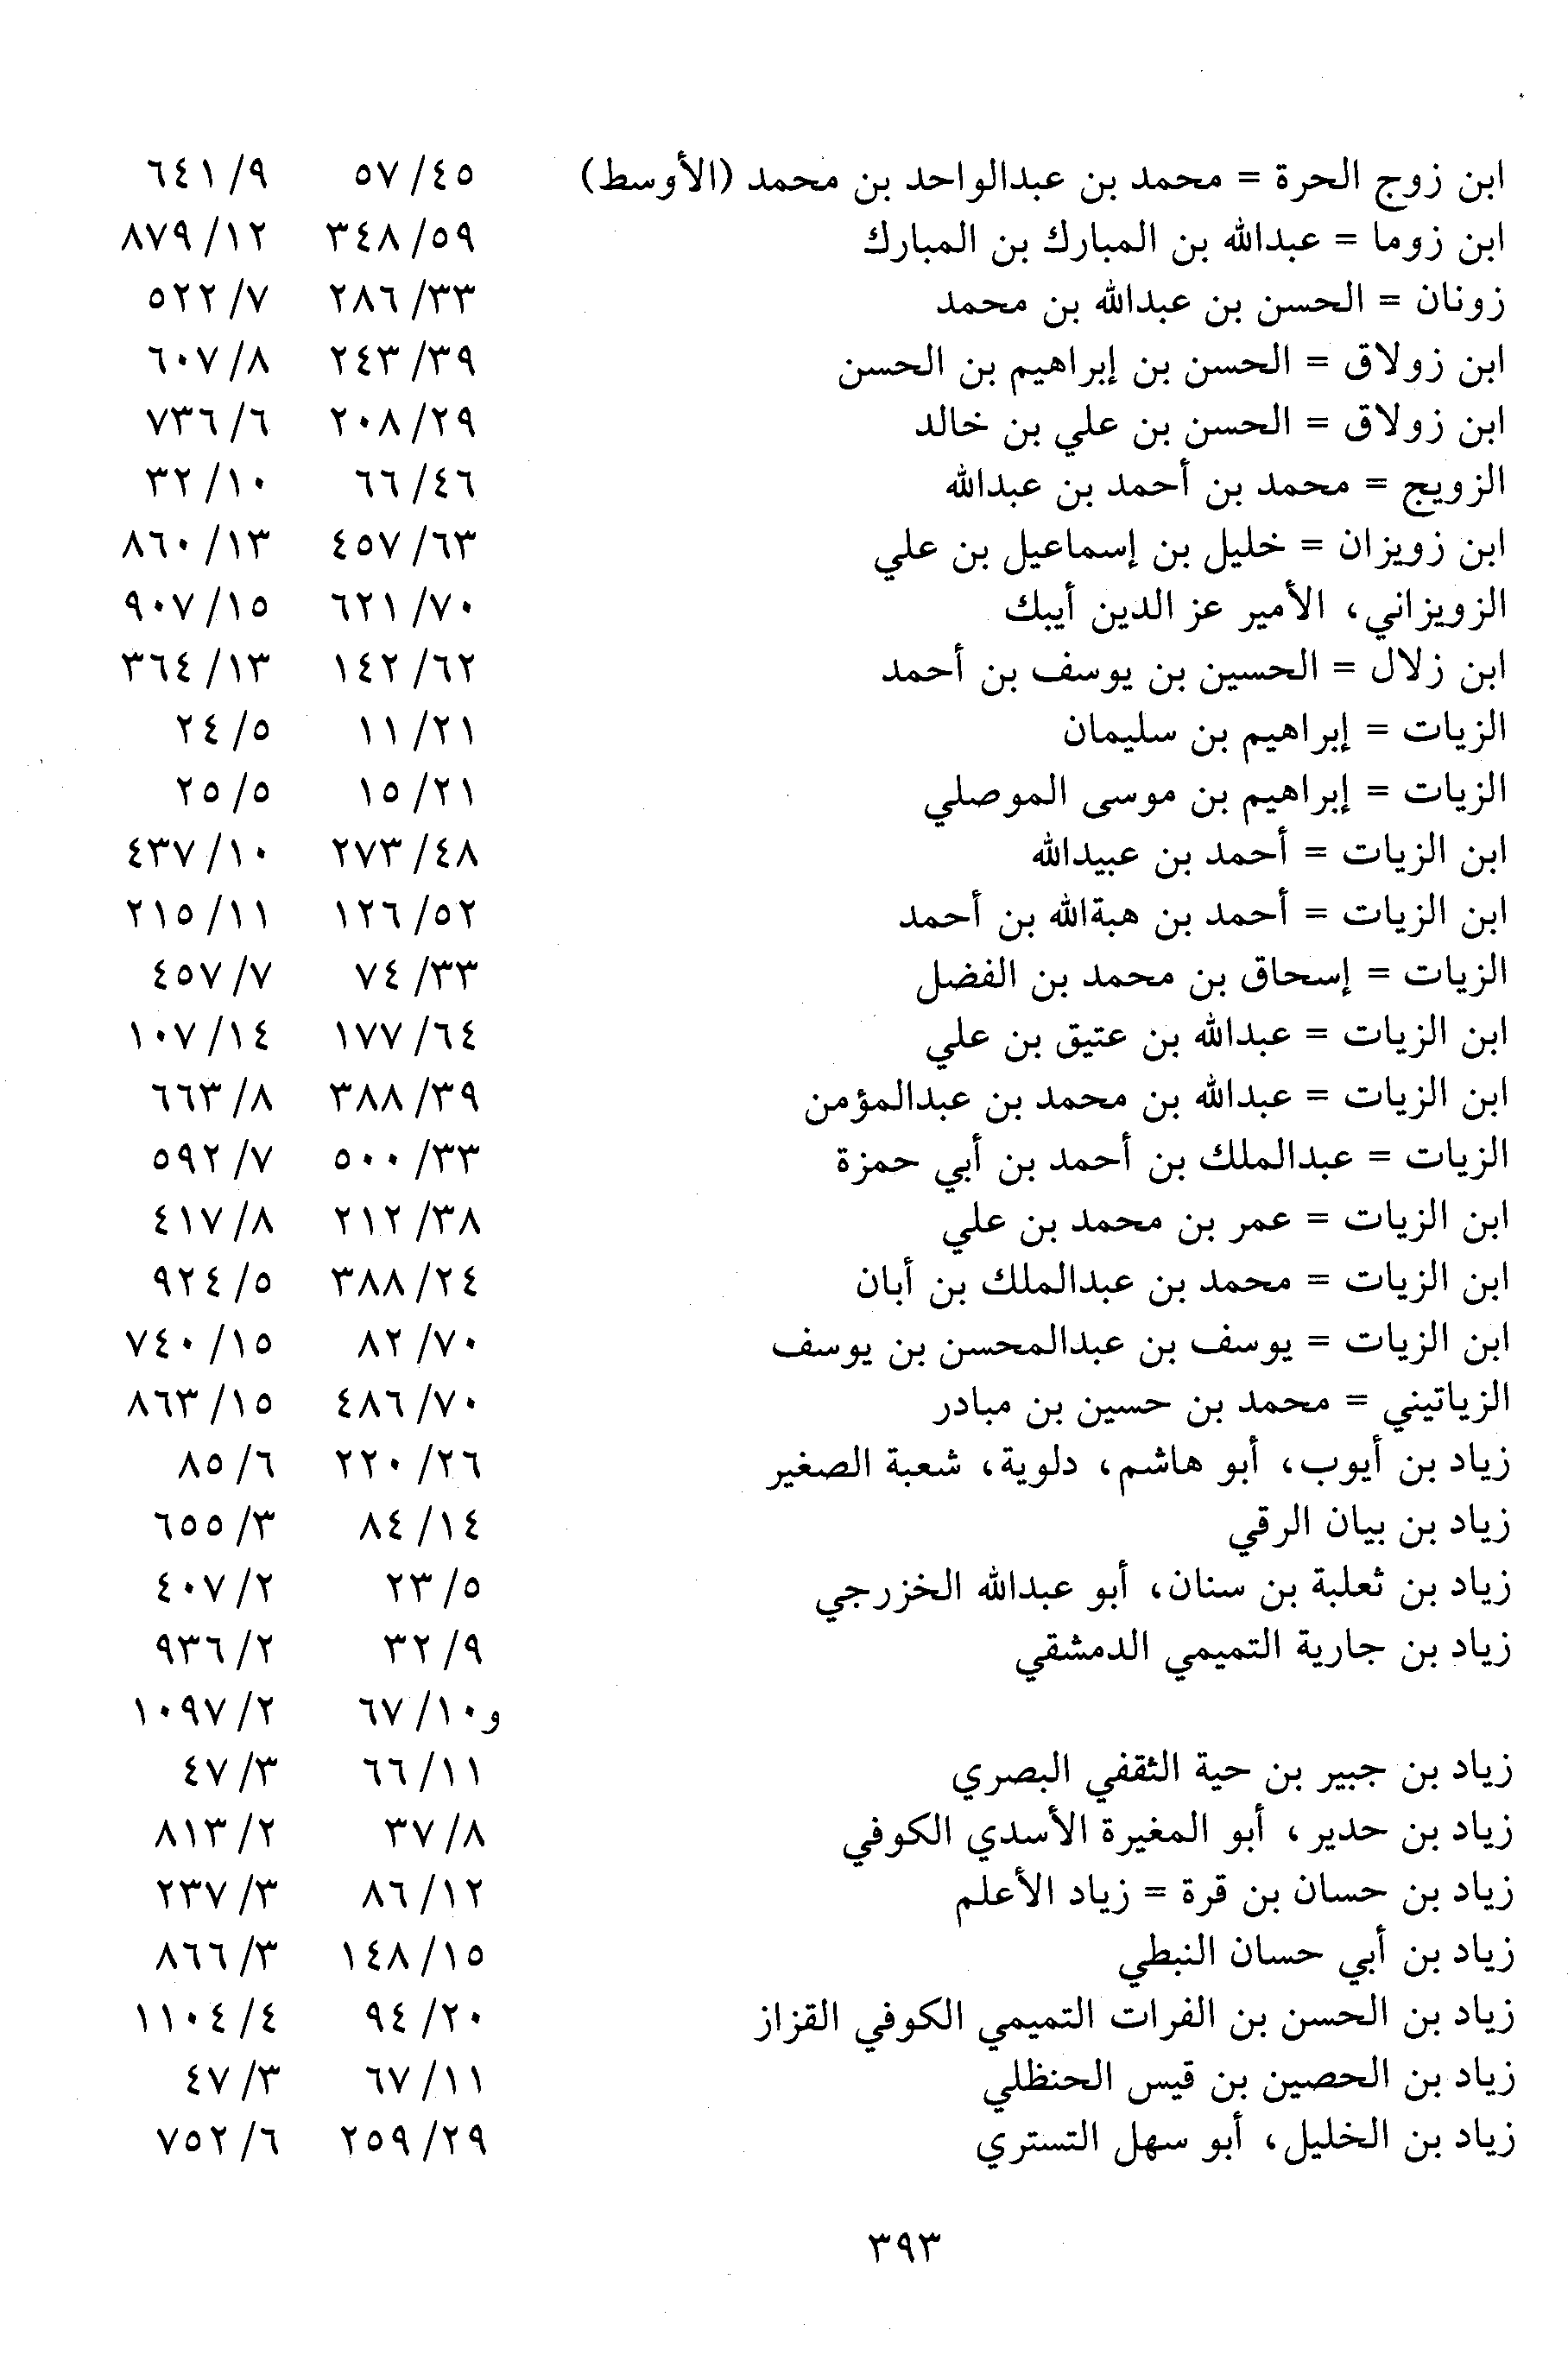 ابن زوج الحرة = محمد بن عبدالواحد بن محمد (الأوسط) ٤٥/ ٥٧ ٩/ ٦٤١
ابن زوما = عبدالله بن المبارك بن المبارك ٥٩/ ٣٤٨ ١٢/ ٨٧٩
زونان = الحسن بن عبدالله بن محمد ٣٣/ ٢٨٦ ٧/ ٥٢٢
ابن زولاق = الحسن بن إبراهيم بن الحسن ٣٩/ ٢٤٣ ٨/ ٦٠٧
ابن زولاق = الحسن بن علي بن خالد ٢٩/ ٢٠٨ ٦/ ٧٣٦
الزويج = محمد بن أحمد بن عبدالله ٤٦/ ٦٦ ١٠/ ٣٢
ابن زويزان = خليل بن إسماعيل بن علي ٦٣/ ٤٥٧ ١٣/ ٨٦٠
الزويزاني، الأمير عز الدين أيبك ٧٠/ ٦٢١ ١٥/ ٩٠٧
ابن زلال = الحسين بن يوسف بن أحمد ٦٢/ ١٤٢ ١٣/ ٣٦٤
الزيات = إبراهيم بن سليمان ٢١/ ١١ ٥/ ٢٤
الزيات = إبراهيم بن موسى الموصلي ٢١/ ١٥ ٥/ ٢٥
ابن الزيات = أحمد بن عبيدالله ٤٨/ ٢٧٣ ١٠/ ٤٣٧
ابن الزيات = أحمد بن هبةالله بن أحمد ٥٢/ ١٢٦ ١١/ ٢١٥
الزيات = إسحاق بن محمد بن الفضل ٣٣/ ٧٤ ٧/ ٤٥٧
ابن الزيات = عبدالله بن عتيق بن علي ٦٤/ ١٧٧ ١٤/ ١٠٧
ابن الزيات = عبدالله بن محمد بن عبدالمؤمن ٣٩/ ٣٨٨ ٨/ ٦٦٣
الزيات = عبدالملك بن أحمد بن أبي حمزة ٣٣/ ٥٠٠ ٧/ ٥٩٢
ابن الزيات = عمر بن محمد بن علي ٣٨/ ٢١٢ ٨/ ٤١٧
ابن الزيات = محمد بن عبدالملك بن أبان ٢٤/ ٣٨٨ ٥/ ٩٢٤
ابن الزيات = يوسف بن عبدالمحسن بن يوسف ٧٠/ ٨٢ ١٥/ ٧٤٠
الزياتيني = محمد بن حسين بن مبادر ٧٠/ ٤٨٦ ١٥/ ٨٦٣
زياد بن أيوب، أبو هاشم، دلوية، شعبة الصغير ٢٦/ ٢٢٠ ٦/ ٨٥
زياد بن بيان الرقي ١٤/ ٨٤ ٣/ ٦٥٥
زياد بن ثعلبة بن سنان، أبو عبدالله الخزرجي ٥/ ٢٣ ٢/ ٤٠٧
زياد بن جارية التميمي الدمشقي ٩/ ٣٢ ٢/ ٩٣٦
و١٠/ ٦٧ ٢/ ١٠٩٧
زياد بن جبير بن حية الثقفي البصري ١١/ ٦٦ ٣/ ٤٧
زياد بن حدير، أبو المغيرة الأسدي الكوفي ٨/ ٣٧ ٢/ ٨١٣
زياد بن حسان بن قرة = زياد الأعلم ١٢/ ٨٦ ٣/ ٢٣٧
زياد بن أبي حسان النبطي ١٥/ ١٤٨ ٣/ ٨٦٦
زياد بن الحسن بن الفرات التميمي الكوفي القزاز ٢٠/ ٩٤ ٤/ ١١٠٤
زياد بن الحصين بن قيس الحنظلي ١١/ ٦٧ ٣/ ٤٧
زياد بن الخليل، أبو سهل التستري ٢٩/ ٢٥٩ ٦/ ٧٥٢
٣٩٣